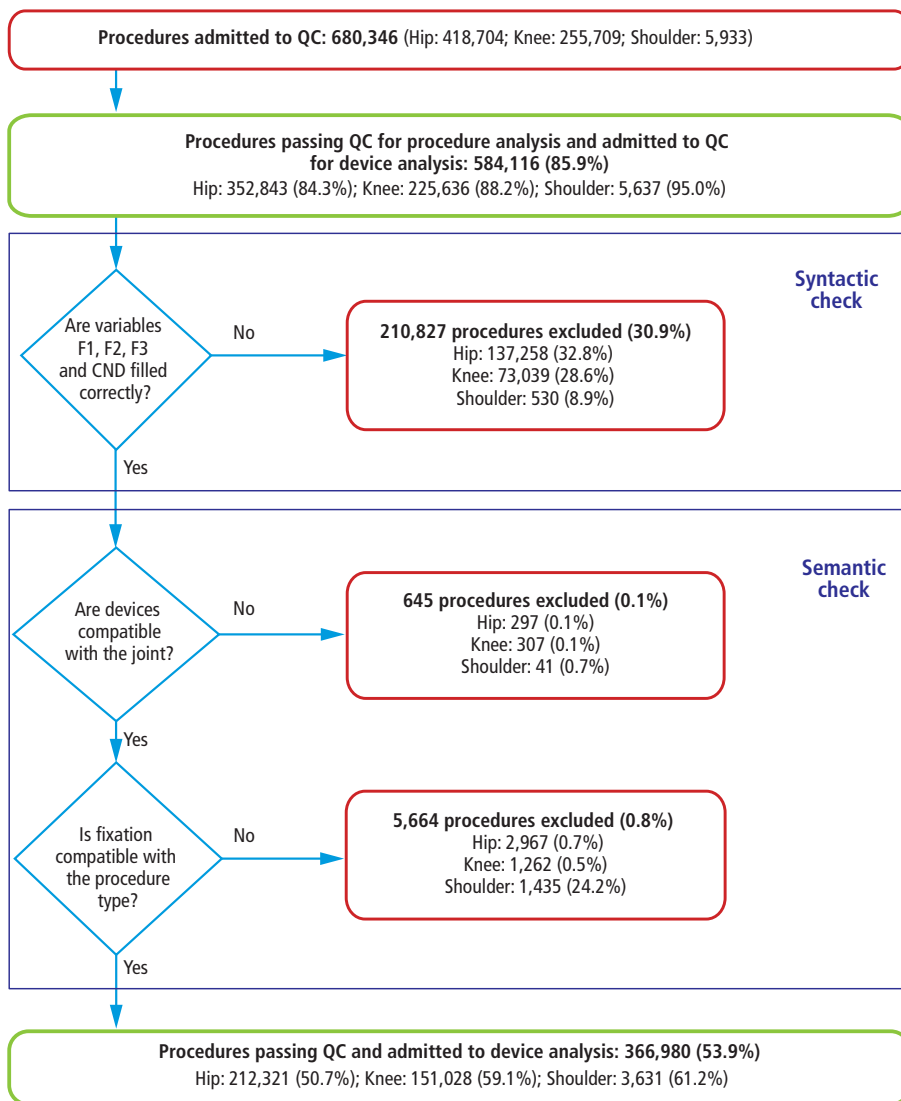 Procedures admitted to QC: 680,346 (Hip: 418,704; Knee: 255,709; Shoulder: 5,933)
Procedures passing QC for procedure analysis and admitted to QC
for device analysis: 584,116 (85.9%)
Hip: 352,843 (84.3%); Knee: 225,636 (88.2%); Shoulder: 5,637 (95.0%)
Syntactic
check
Are variables
F1, F2, F3
and CND filled
correctly?
No
210,827 procedures excluded (30.9%)
Hip: 137,258 (32.8%)
Knee: 73,039 (28.6%)
Shoulder: 530 (8.9%)
Yes
Semantic
check
Are devices
compatible
with the joint?
No
645 procedures excluded (0.1%)
Hip: 297 (0.1%)
Knee: 307 (0.1%)
Shoulder: 41 (0.7%)
Yes
Is fixation
compatible with
the procedure
type?
No
5,664 procedures excluded (0.8%)
Hip: 2,967 (0.7%)
Knee: 1,262 (0.5%)
Shoulder: 1,435 (24.2%)
Yes
Procedures passing QC and admitted to device analysis: 366,980 (53.9%)
Hip: 212,321 (50.7%); Knee: 151,028 (59.1%); Shoulder: 3,631 (61.2%)